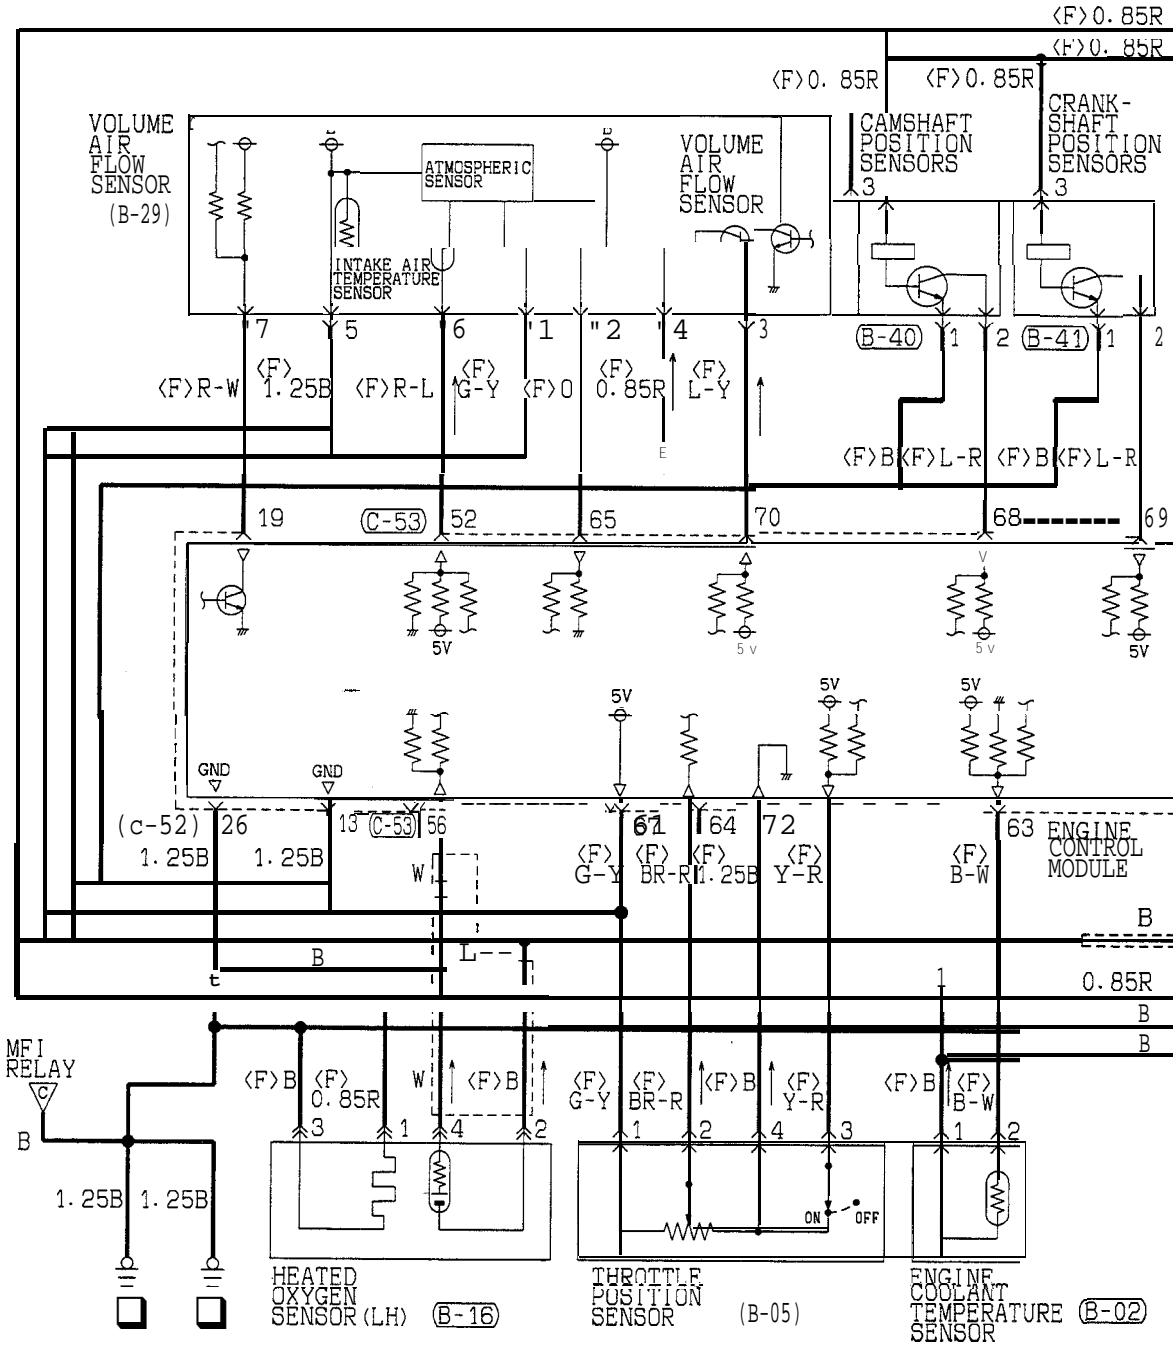 <F>0.85R
<F>0.85R
<F>0.85R
<F>0.85R
VOLUME
AIR
FLOW
SENSOR
(B-29)
ATMOSPHERIC
SENSOR
VOLUME
AIR
FLOW
SENSOR
CAMSHAFT
POSITION
SENSORS
CRANK-
SHAFT
POSITION
SENSORS
3
3
INTAKE AIR
TEMPERATURE
SENSOR
"7
5
6
'1
"2
'4
3
(B-40)
1
2
(B-41)
1
2
<F>R-W
<F>
1.25B
<F>R-L
<F>
G-Y
<F>O
<F>
0.85R
<F>
L-Y
E
<F>B
<F>L-R
<F>B
<F>L-R
19
(C-53)
52
65
70
68
69
5V
5V
5V
5V
5V
5V
5V
GND
GND
(c-52)
26
13
(C-53)
56
61
64
72
63
ENGINE
CONTROL
MODULE
1.25B
1.25B
W
<F>
G-Y
<F>
BR-R
<F>
1.25B
<F>
Y-R
<F>
B-W
B
L
B
t
1
0.85R
B
B
MFI
RELAY
C
B
<F>B
<F>
0.85R
W
<F>B
<F>
G-Y
<F>
BR-R
<F>B
<F>
Y-R
<F>B
<F>
B-W
3
1
4
2
1
2
4
3
1
2
1.25B
1.25B
ON
OFF
HEATED
OXYGEN
SENSOR (LH)
(B-16)
THROTTLE
POSITION
SENSOR
(B-05)
ENGINE
COOLANT
TEMPERATURE
SENSOR
(B-02)